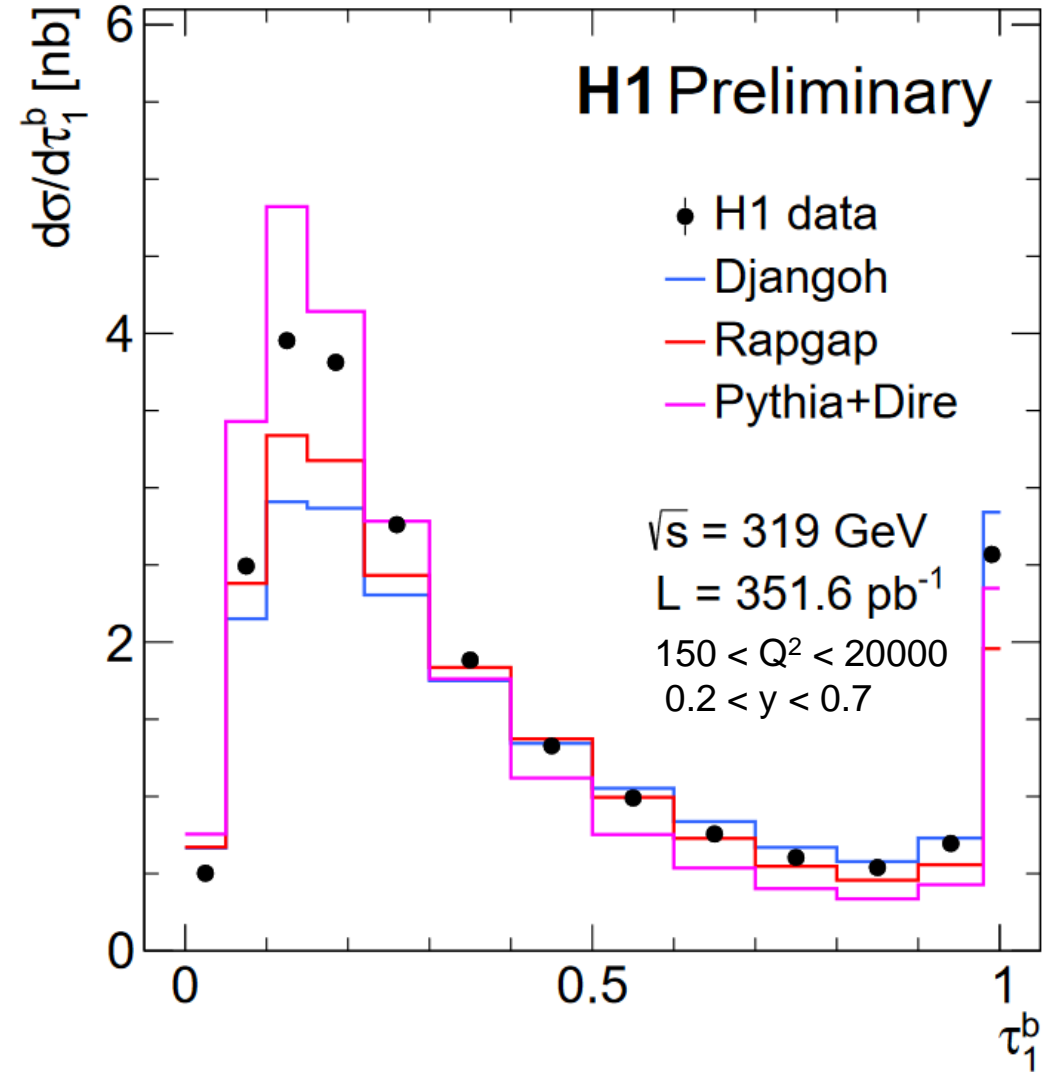 dσ/dτ₁ᵇ [nb]
6
4
2
0
H1 Preliminary
H1 data
Djangoh
Rapgap
Pythia+Dire
√s = 319 GeV
L = 351.6 pb⁻¹
150 < Q² < 20000
0.2 < y < 0.7
0 0.5 1
τ₁ᵇ